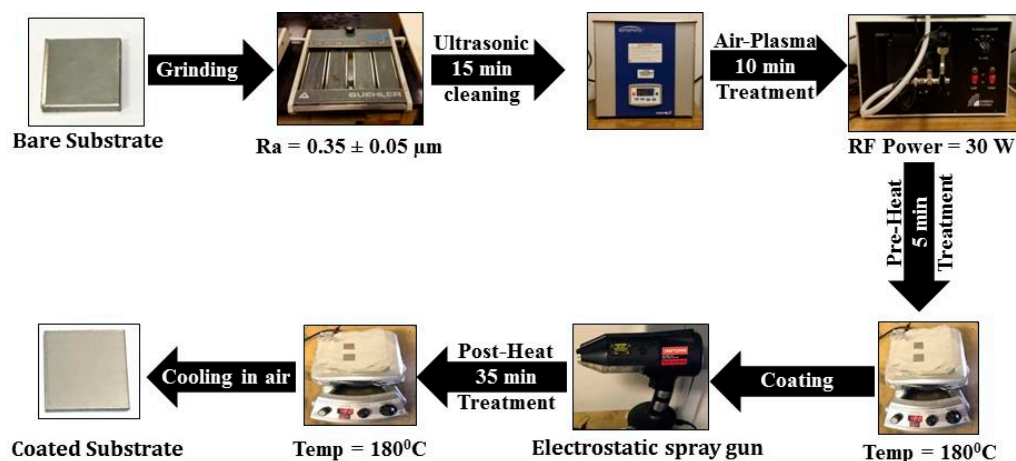 Bare Substrate
Grinding
BUEHLER
Ra = 0.35 ± 0.05 μm
Ultrasonic
15 min
cleaning
Air-Plasma
10 min
Treatment
RF Power = 30 W
Pre-Heat
5 min
Treatment
Temp = 180⁰C
Coating
Electrostatic spray gun
Post-Heat
35 min
Treatment
Temp = 180⁰C
Cooling in air
Coated Substrate